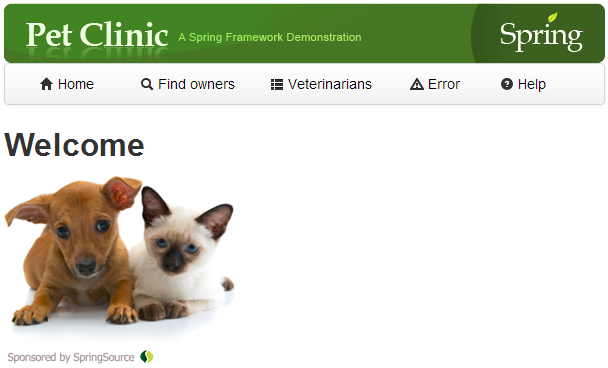 Pet Clinic A Spring Framework Demonstration Spring
Home Find owners Veterinarians Error Help
Welcome
Sponsored by SpringSource